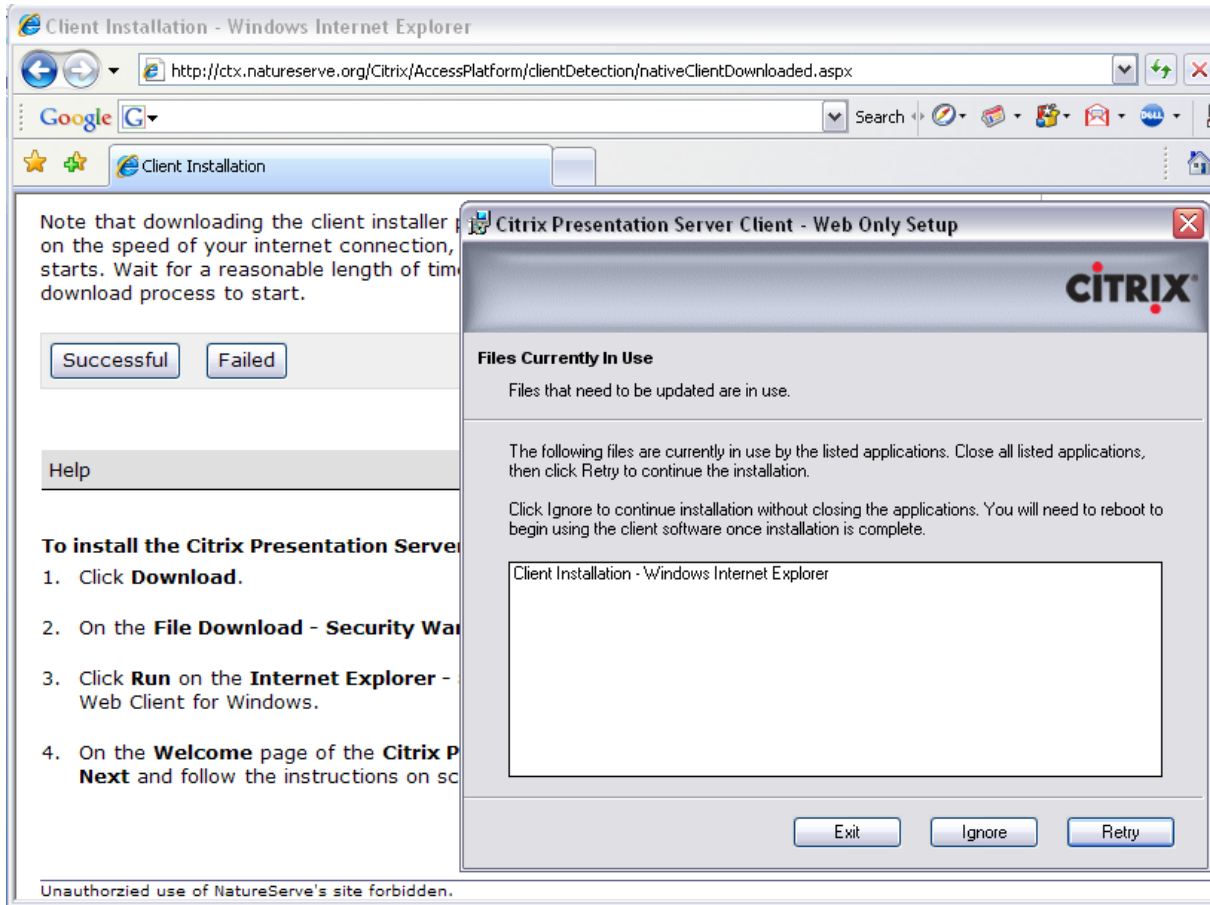 Client Installation - Windows Internet Explorer
http://ctx.natureserve.org/Citrix/AccessPlatform/clientDetection/nativeClientDownloaded.aspx
Google G
Search
DELL
Client Installation
Note that downloading the client installer
on the speed of your internet connection,
starts. Wait for a reasonable length of time
download process to start.
Successful Failed
Help
To install the Citrix Presentation Server
1. Click Download.
2. On the File Download - Security
3. Click Run on the Internet Explorer -
Web Client for Windows.
4. On the Welcome page of the Citrix
Next and follow the instructions on
Unauthorzied use of NatureServe's site forbidden.
Citrix Presentation Server Client - Web Only Setup
CITRIX
Files Currently In Use
Files that need to be updated are in use.
The following files are currently in use by the listed applications. Close all listed applications,
then click Retry to continue the installation.
Click Ignore to continue installation without closing the applications. You will need to reboot to
begin using the client software once installation is complete.
Client Installation - Windows Internet Explorer
Exit Ignore Retry